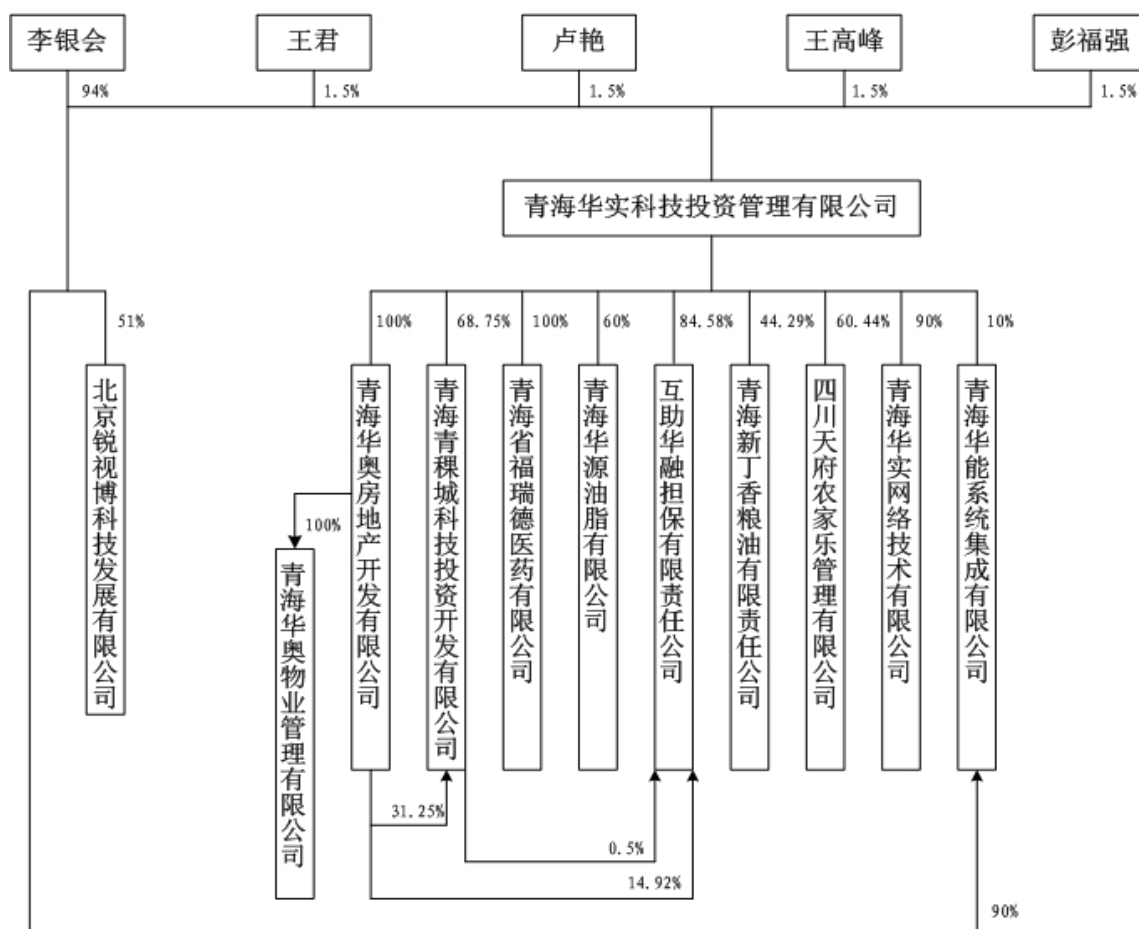 李银会
王君
卢艳
王高峰
彭福强
94%
1.5%
1.5%
1.5%
1.5%
青海华实科技投资管理有限公司
51%
100%
68.75%
100%
60%
84.58%
44.29%
60.44%
90%
10%
北京锐视博科技发展有限公司
青海华奥房地产开发有限公司
青海青稞城科技投资开发有限公司
青海省福瑞德医药有限公司
青海华源油脂有限公司
互助华融担保有限责任公司
青海新丁香粮油有限责任公司
四川天府农家乐管理有限公司
青海华实网络技术有限公司
青海华能系统集成有限公司
100%
青海华奥物业管理有限公司
31.25%
0.5%
14.92%
90%